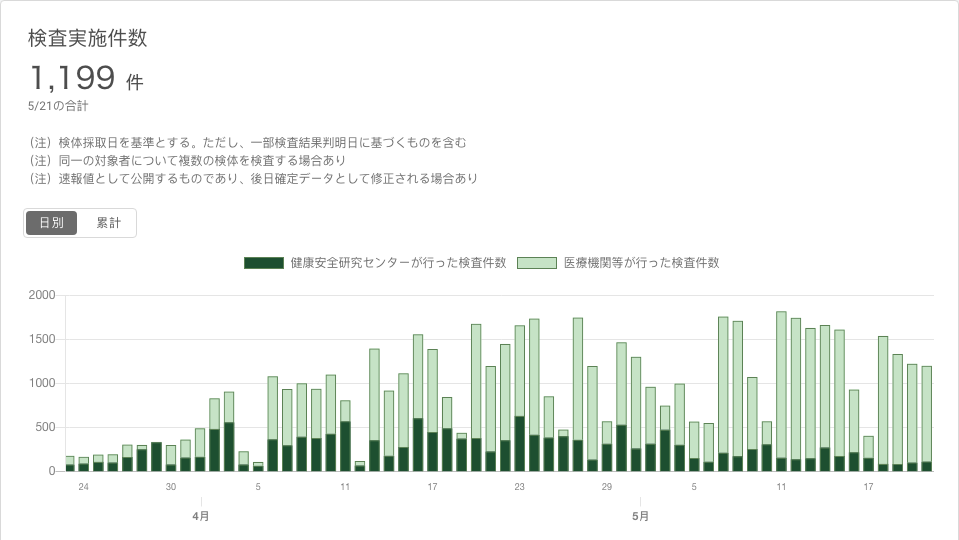 検査実施件数
1,199 件
5/21の合計
（注）検体採取日を基準とする。ただし、一部検査結果判明日に基づくものを含む
（注）同一の対象者について複数の検体を検査する場合あり
（注）速報値として公開するものであり、後日確定データとして修正される場合あり
日別 累計
健康安全研究センターが行った検査件数 医療機関等が行った検査件数
2000
1500
1000
500
0
24 30 5 11 17 23 29 5 11 17
4月 5月